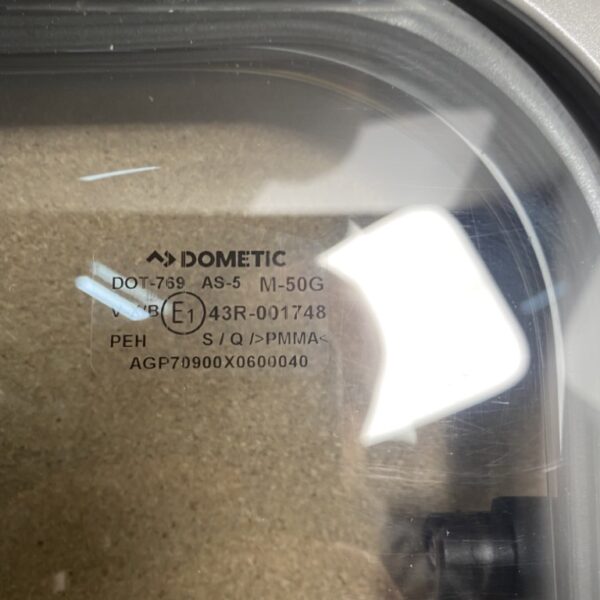 DOMETIC
DOT-769 AS-5 M-50G
E1 43R-001748
PEH S / Q />PMMA<
AGP70900X0600040